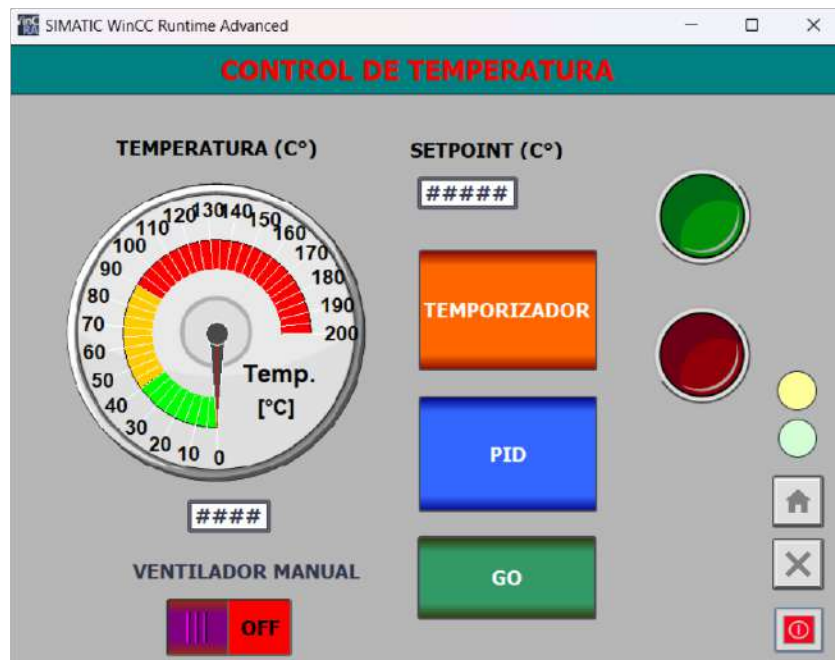 SIMATIC WinCC Runtime Advanced
CONTROL DE TEMPERATURA
TEMPERATURA (C°)
SETPOINT (C°)
#####
0
10
20
30
40
50
60
70
80
90
100
110
120
130
140
150
160
170
180
190
200
Temp.
[°C]
####
TEMPORIZADOR
PID
GO
VENTILADOR MANUAL
OFF